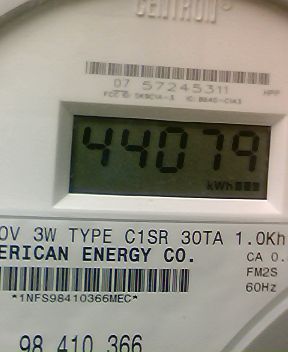 CENTRON®
07 57245311
44079
kWh
0V 3W TYPE C1SR 30TA 1.0Kh
ERICAN ENERGY CO.
CA 0.
FM2S
*1NFS98410366MEC*
60Hz
98 410 366